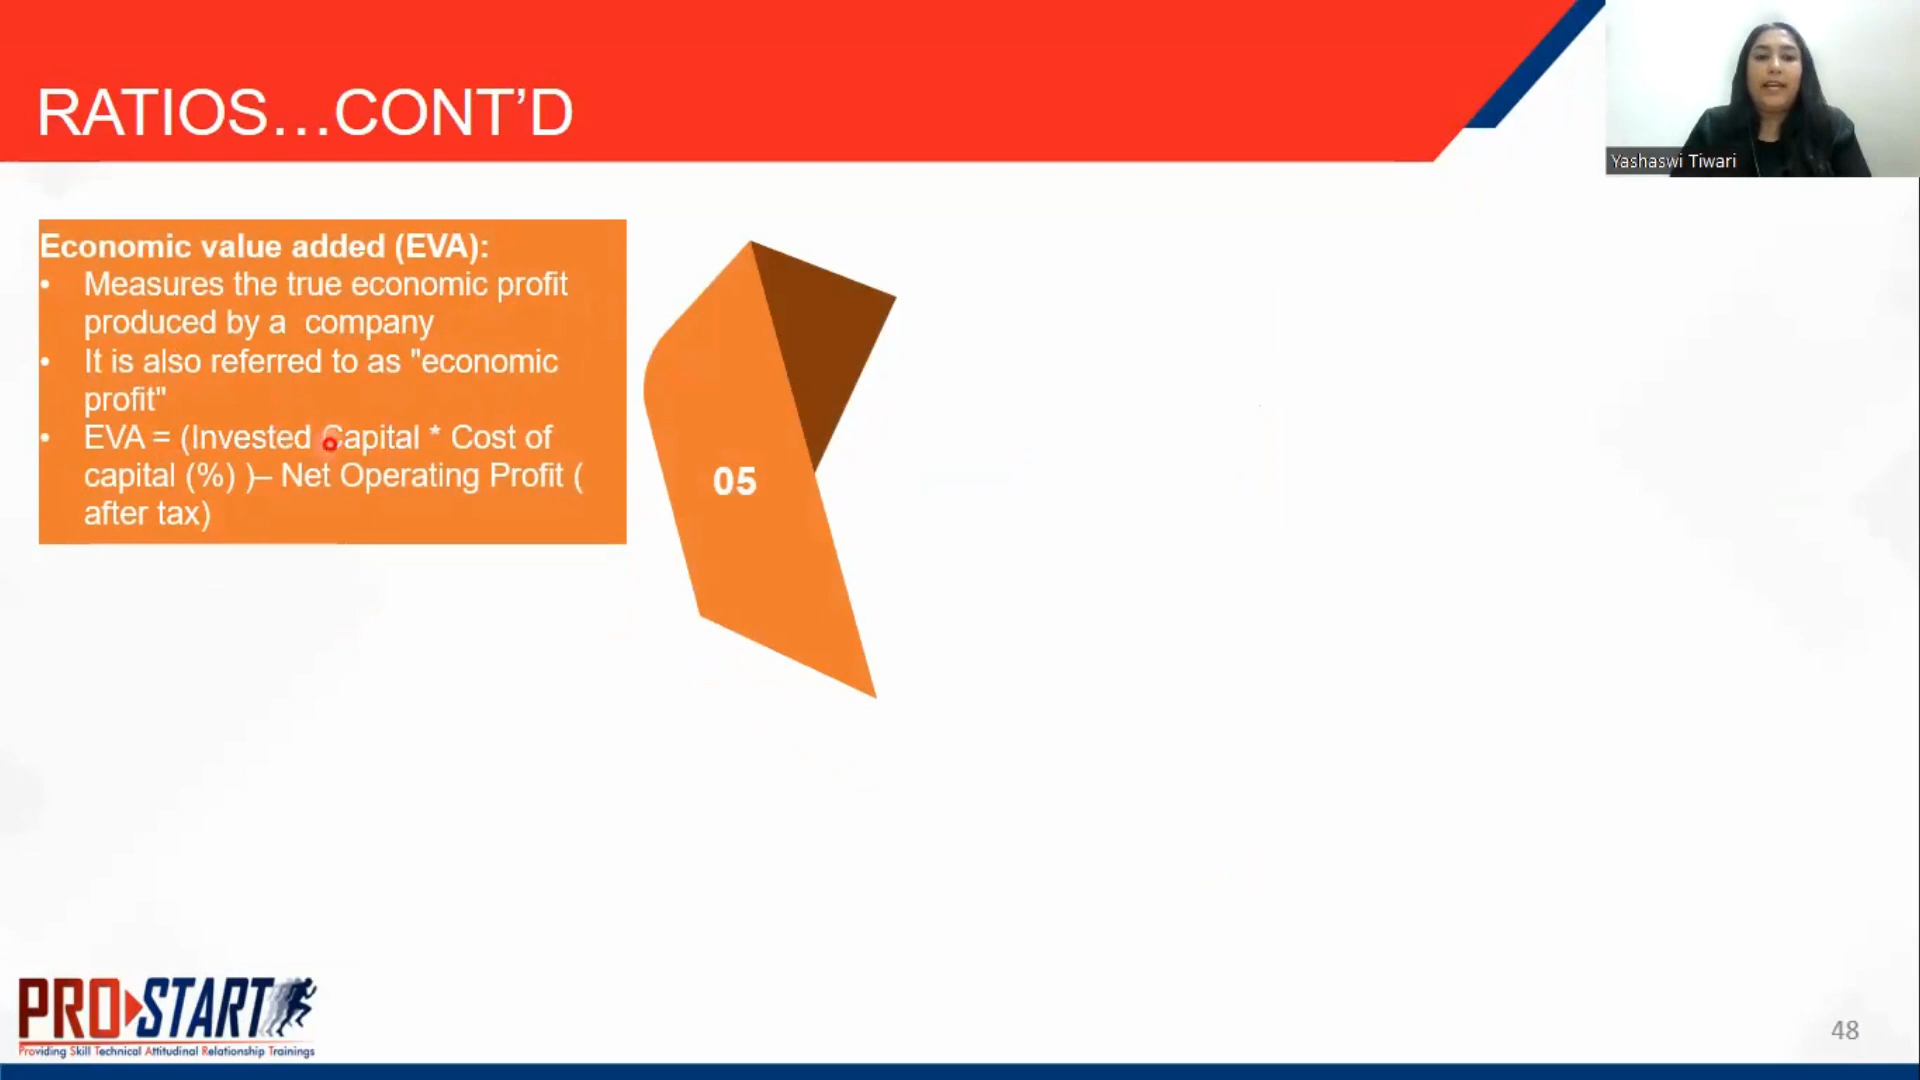 RATIOS…CONT’D
Yashaswi Tiwari
Economic value added (EVA):
• Measures the true economic profit
produced by a company
• It is also referred to as "economic
profit"
• EVA = (Invested Capital * Cost of
capital (%) )– Net Operating Profit (
after tax)
05
PRO START
Providing Skill Technical Attitudinal Relationship Trainings
48